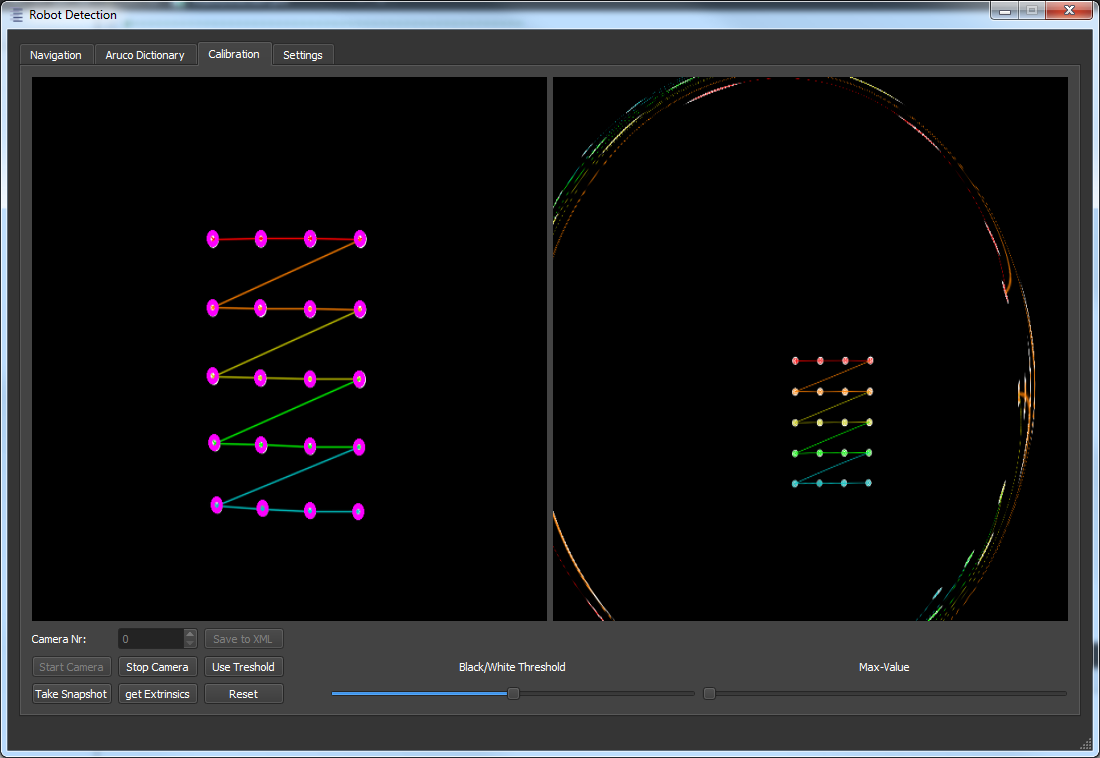 Robot Detection
Navigation Aruco Dictionary Calibration Settings
Camera Nr: 0 Save to XML
Start Camera Stop Camera Use Treshold Black/White Threshold Max-Value
Take Snapshot get Extrinsics Reset